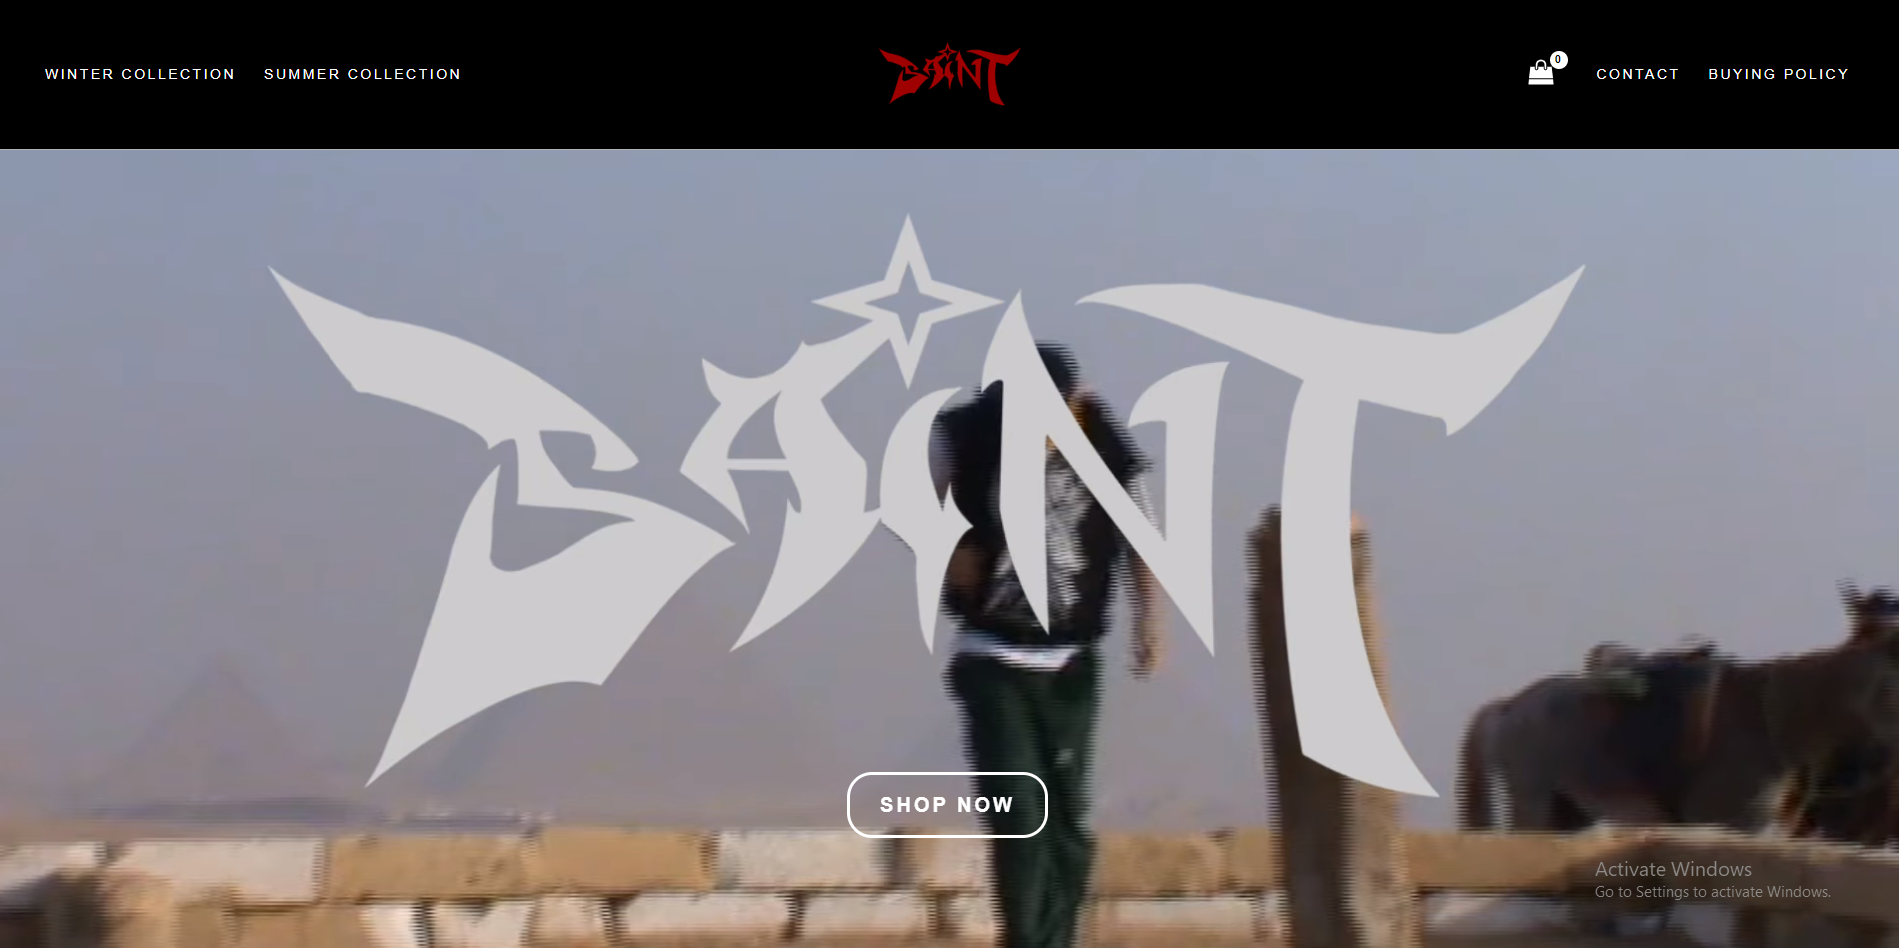 WINTER COLLECTION SUMMER COLLECTION SAINT 0 CONTACT BUYING POLICY
SAINT
SHOP NOW
Activate Windows
Go to Settings to activate Windows.